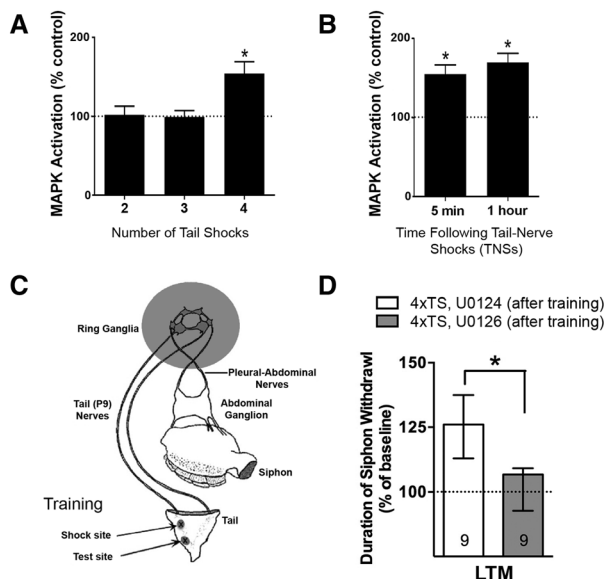 A
MAPK Activation (% control)
200
100
0
*
2 3 4
Number of Tail Shocks
B
MAPK Activation (% control)
200
100
0
* *
5 min 1 hour
Time Following Tail-Nerve
Shocks (TNSs)
C
Ring Ganglia
Pleural-Abdominal
Nerves
Tail (P9)
Nerves
Abdominal
Ganglion
Siphon
Training
Tail
Shock site
Test site
D
4xTS, U0124 (after training)
4xTS, U0126 (after training)
Duration of Siphon Withdrawl
(% of baseline)
150
125
100
*
9 9
LTM